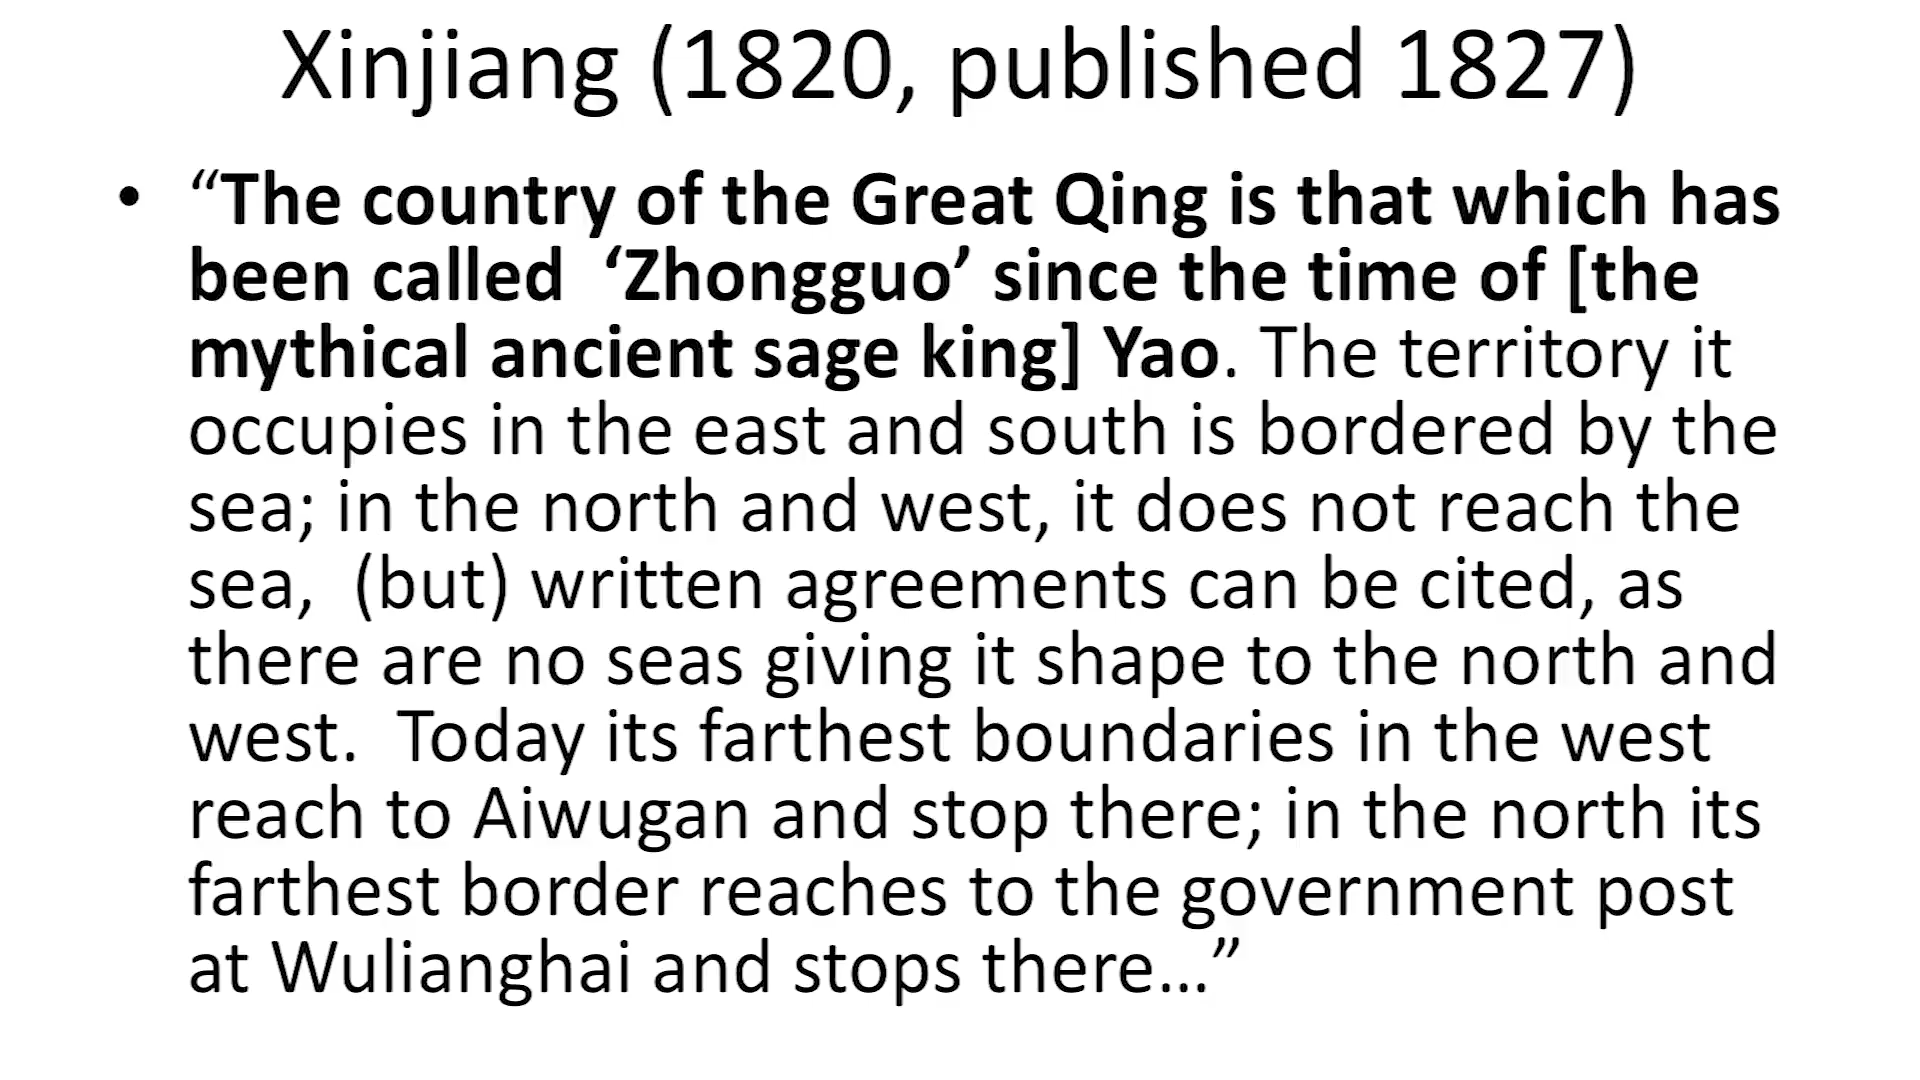 Xinjiang (1820, published 1827)
• “The country of the Great Qing is that which has
been called  ‘Zhongguo’ since the time of [the
mythical ancient sage king] Yao. The territory it
occupies in the east and south is bordered by the
sea; in the north and west, it does not reach the
sea,  (but) written agreements can be cited, as
there are no seas giving it shape to the north and
west.  Today its farthest boundaries in the west
reach to Aiwugan and stop there; in the north its
farthest border reaches to the government post
at Wulianghai and stops there…”